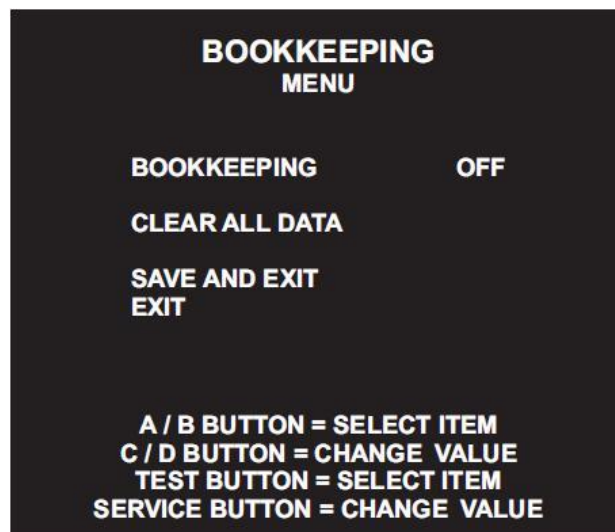 BOOKKEEPING
MENU
BOOKKEEPING OFF
CLEAR ALL DATA
SAVE AND EXIT
EXIT
A / B BUTTON = SELECT ITEM
C / D BUTTON = CHANGE VALUE
TEST BUTTON = SELECT ITEM
SERVICE BUTTON = CHANGE VALUE